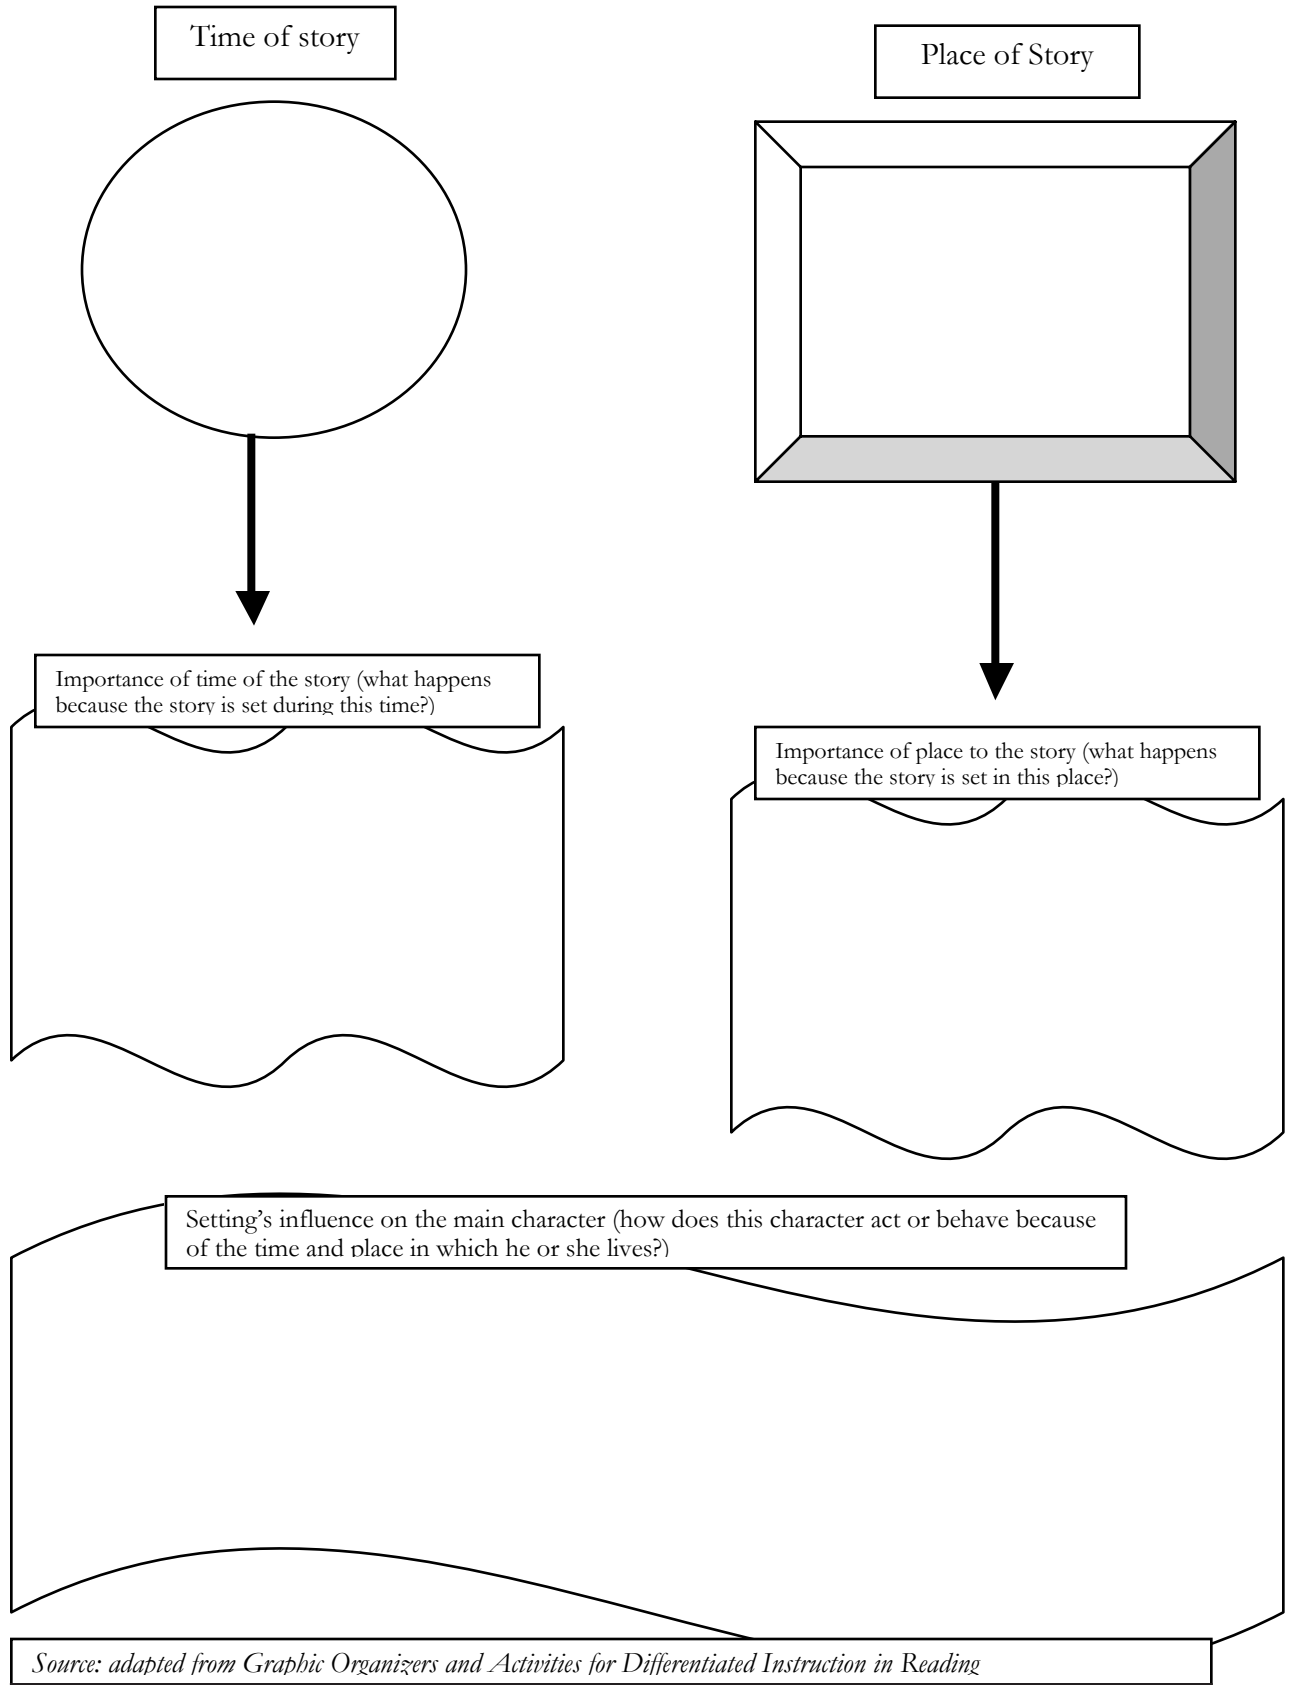 Time of story
Place of Story
Importance of time of the story (what happens
because the story is set during this time?)
Importance of place to the story (what happens
because the story is set in this place?)
Setting’s influence on the main character (how does this character act or behave because
of the time and place in which he or she lives?)
Source: adapted from Graphic Organizers and Activities for Differentiated Instruction in Reading